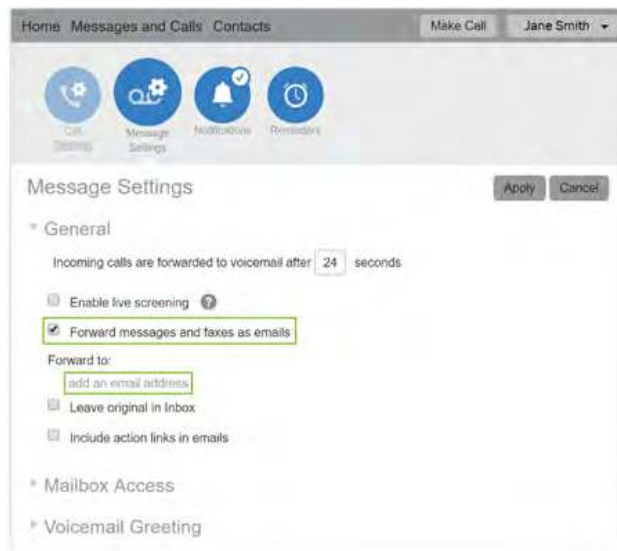 Home Messages and Calls Contacts Make Call Jane Smith
Call Settings
Message Settings
Notifications
Reminders
Message Settings Apply Cancel
General
Incoming calls are forwarded to voicemail after 24 seconds
Enable live screening ?
Forward messages and faxes as emails
Forward to:
add an email address
Leave original in Inbox
Include action links in emails
Mailbox Access
Voicemail Greeting